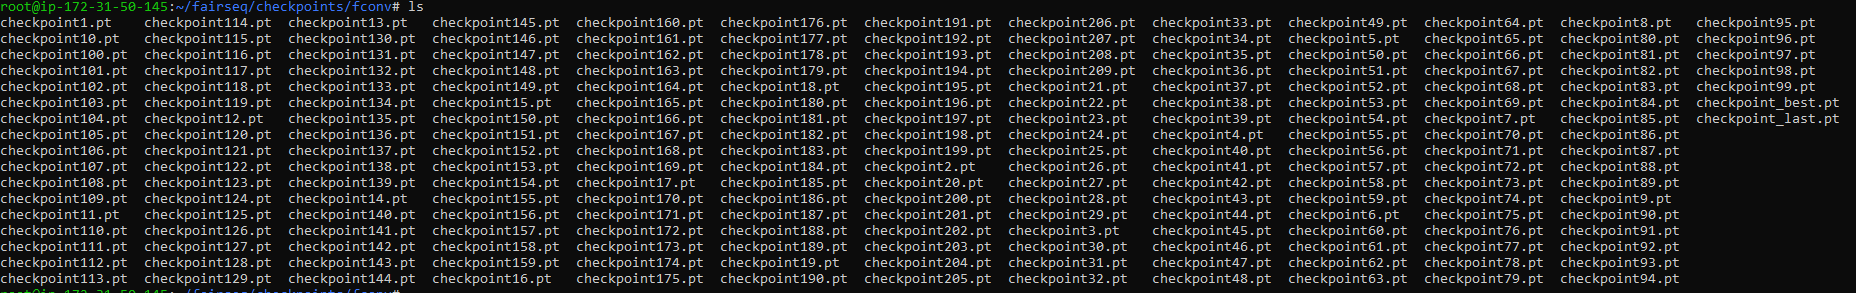 root@ip-172-31-50-145:~/fairseq/checkpoints/fconv# ls
checkpoint1.pt checkpoint114.pt checkpoint13.pt checkpoint145.pt checkpoint160.pt checkpoint176.pt checkpoint191.pt checkpoint206.pt checkpoint33.pt checkpoint49.pt checkpoint64.pt checkpoint8.pt checkpoint95.pt
checkpoint10.pt checkpoint115.pt checkpoint130.pt checkpoint146.pt checkpoint161.pt checkpoint177.pt checkpoint192.pt checkpoint207.pt checkpoint34.pt checkpoint5.pt checkpoint65.pt checkpoint80.pt checkpoint96.pt
checkpoint100.pt checkpoint116.pt checkpoint131.pt checkpoint147.pt checkpoint162.pt checkpoint178.pt checkpoint193.pt checkpoint208.pt checkpoint35.pt checkpoint50.pt checkpoint66.pt checkpoint81.pt checkpoint97.pt
checkpoint101.pt checkpoint117.pt checkpoint132.pt checkpoint148.pt checkpoint163.pt checkpoint179.pt checkpoint194.pt checkpoint209.pt checkpoint36.pt checkpoint51.pt checkpoint67.pt checkpoint82.pt checkpoint98.pt
checkpoint102.pt checkpoint118.pt checkpoint133.pt checkpoint149.pt checkpoint164.pt checkpoint18.pt checkpoint195.pt checkpoint21.pt checkpoint37.pt checkpoint52.pt checkpoint68.pt checkpoint83.pt checkpoint99.pt
checkpoint103.pt checkpoint119.pt checkpoint134.pt checkpoint15.pt checkpoint165.pt checkpoint180.pt checkpoint196.pt checkpoint22.pt checkpoint38.pt checkpoint53.pt checkpoint69.pt checkpoint84.pt checkpoint_best.pt
checkpoint104.pt checkpoint12.pt checkpoint135.pt checkpoint150.pt checkpoint166.pt checkpoint181.pt checkpoint197.pt checkpoint23.pt checkpoint39.pt checkpoint54.pt checkpoint7.pt checkpoint85.pt checkpoint_last.pt
checkpoint105.pt checkpoint120.pt checkpoint136.pt checkpoint151.pt checkpoint167.pt checkpoint182.pt checkpoint198.pt checkpoint24.pt checkpoint4.pt checkpoint55.pt checkpoint70.pt checkpoint86.pt
checkpoint106.pt checkpoint121.pt checkpoint137.pt checkpoint152.pt checkpoint168.pt checkpoint183.pt checkpoint199.pt checkpoint25.pt checkpoint40.pt checkpoint56.pt checkpoint71.pt checkpoint87.pt
checkpoint107.pt checkpoint122.pt checkpoint138.pt checkpoint153.pt checkpoint169.pt checkpoint184.pt checkpoint2.pt checkpoint26.pt checkpoint41.pt checkpoint57.pt checkpoint72.pt checkpoint88.pt
checkpoint108.pt checkpoint123.pt checkpoint139.pt checkpoint154.pt checkpoint17.pt checkpoint185.pt checkpoint20.pt checkpoint27.pt checkpoint42.pt checkpoint58.pt checkpoint73.pt checkpoint89.pt
checkpoint109.pt checkpoint124.pt checkpoint14.pt checkpoint155.pt checkpoint170.pt checkpoint186.pt checkpoint200.pt checkpoint28.pt checkpoint43.pt checkpoint59.pt checkpoint74.pt checkpoint9.pt
checkpoint11.pt checkpoint125.pt checkpoint140.pt checkpoint156.pt checkpoint171.pt checkpoint187.pt checkpoint201.pt checkpoint29.pt checkpoint44.pt checkpoint6.pt checkpoint75.pt checkpoint90.pt
checkpoint110.pt checkpoint126.pt checkpoint141.pt checkpoint157.pt checkpoint172.pt checkpoint188.pt checkpoint202.pt checkpoint3.pt checkpoint45.pt checkpoint60.pt checkpoint76.pt checkpoint91.pt
checkpoint111.pt checkpoint127.pt checkpoint142.pt checkpoint158.pt checkpoint173.pt checkpoint189.pt checkpoint203.pt checkpoint30.pt checkpoint46.pt checkpoint61.pt checkpoint77.pt checkpoint92.pt
checkpoint112.pt checkpoint128.pt checkpoint143.pt checkpoint159.pt checkpoint174.pt checkpoint19.pt checkpoint204.pt checkpoint31.pt checkpoint47.pt checkpoint62.pt checkpoint78.pt checkpoint93.pt
checkpoint113.pt checkpoint129.pt checkpoint144.pt checkpoint16.pt checkpoint175.pt checkpoint190.pt checkpoint205.pt checkpoint32.pt checkpoint48.pt checkpoint63.pt checkpoint79.pt checkpoint94.pt
root@ip-172-31-50-145:~/fairseq/checkpoints/fconv#